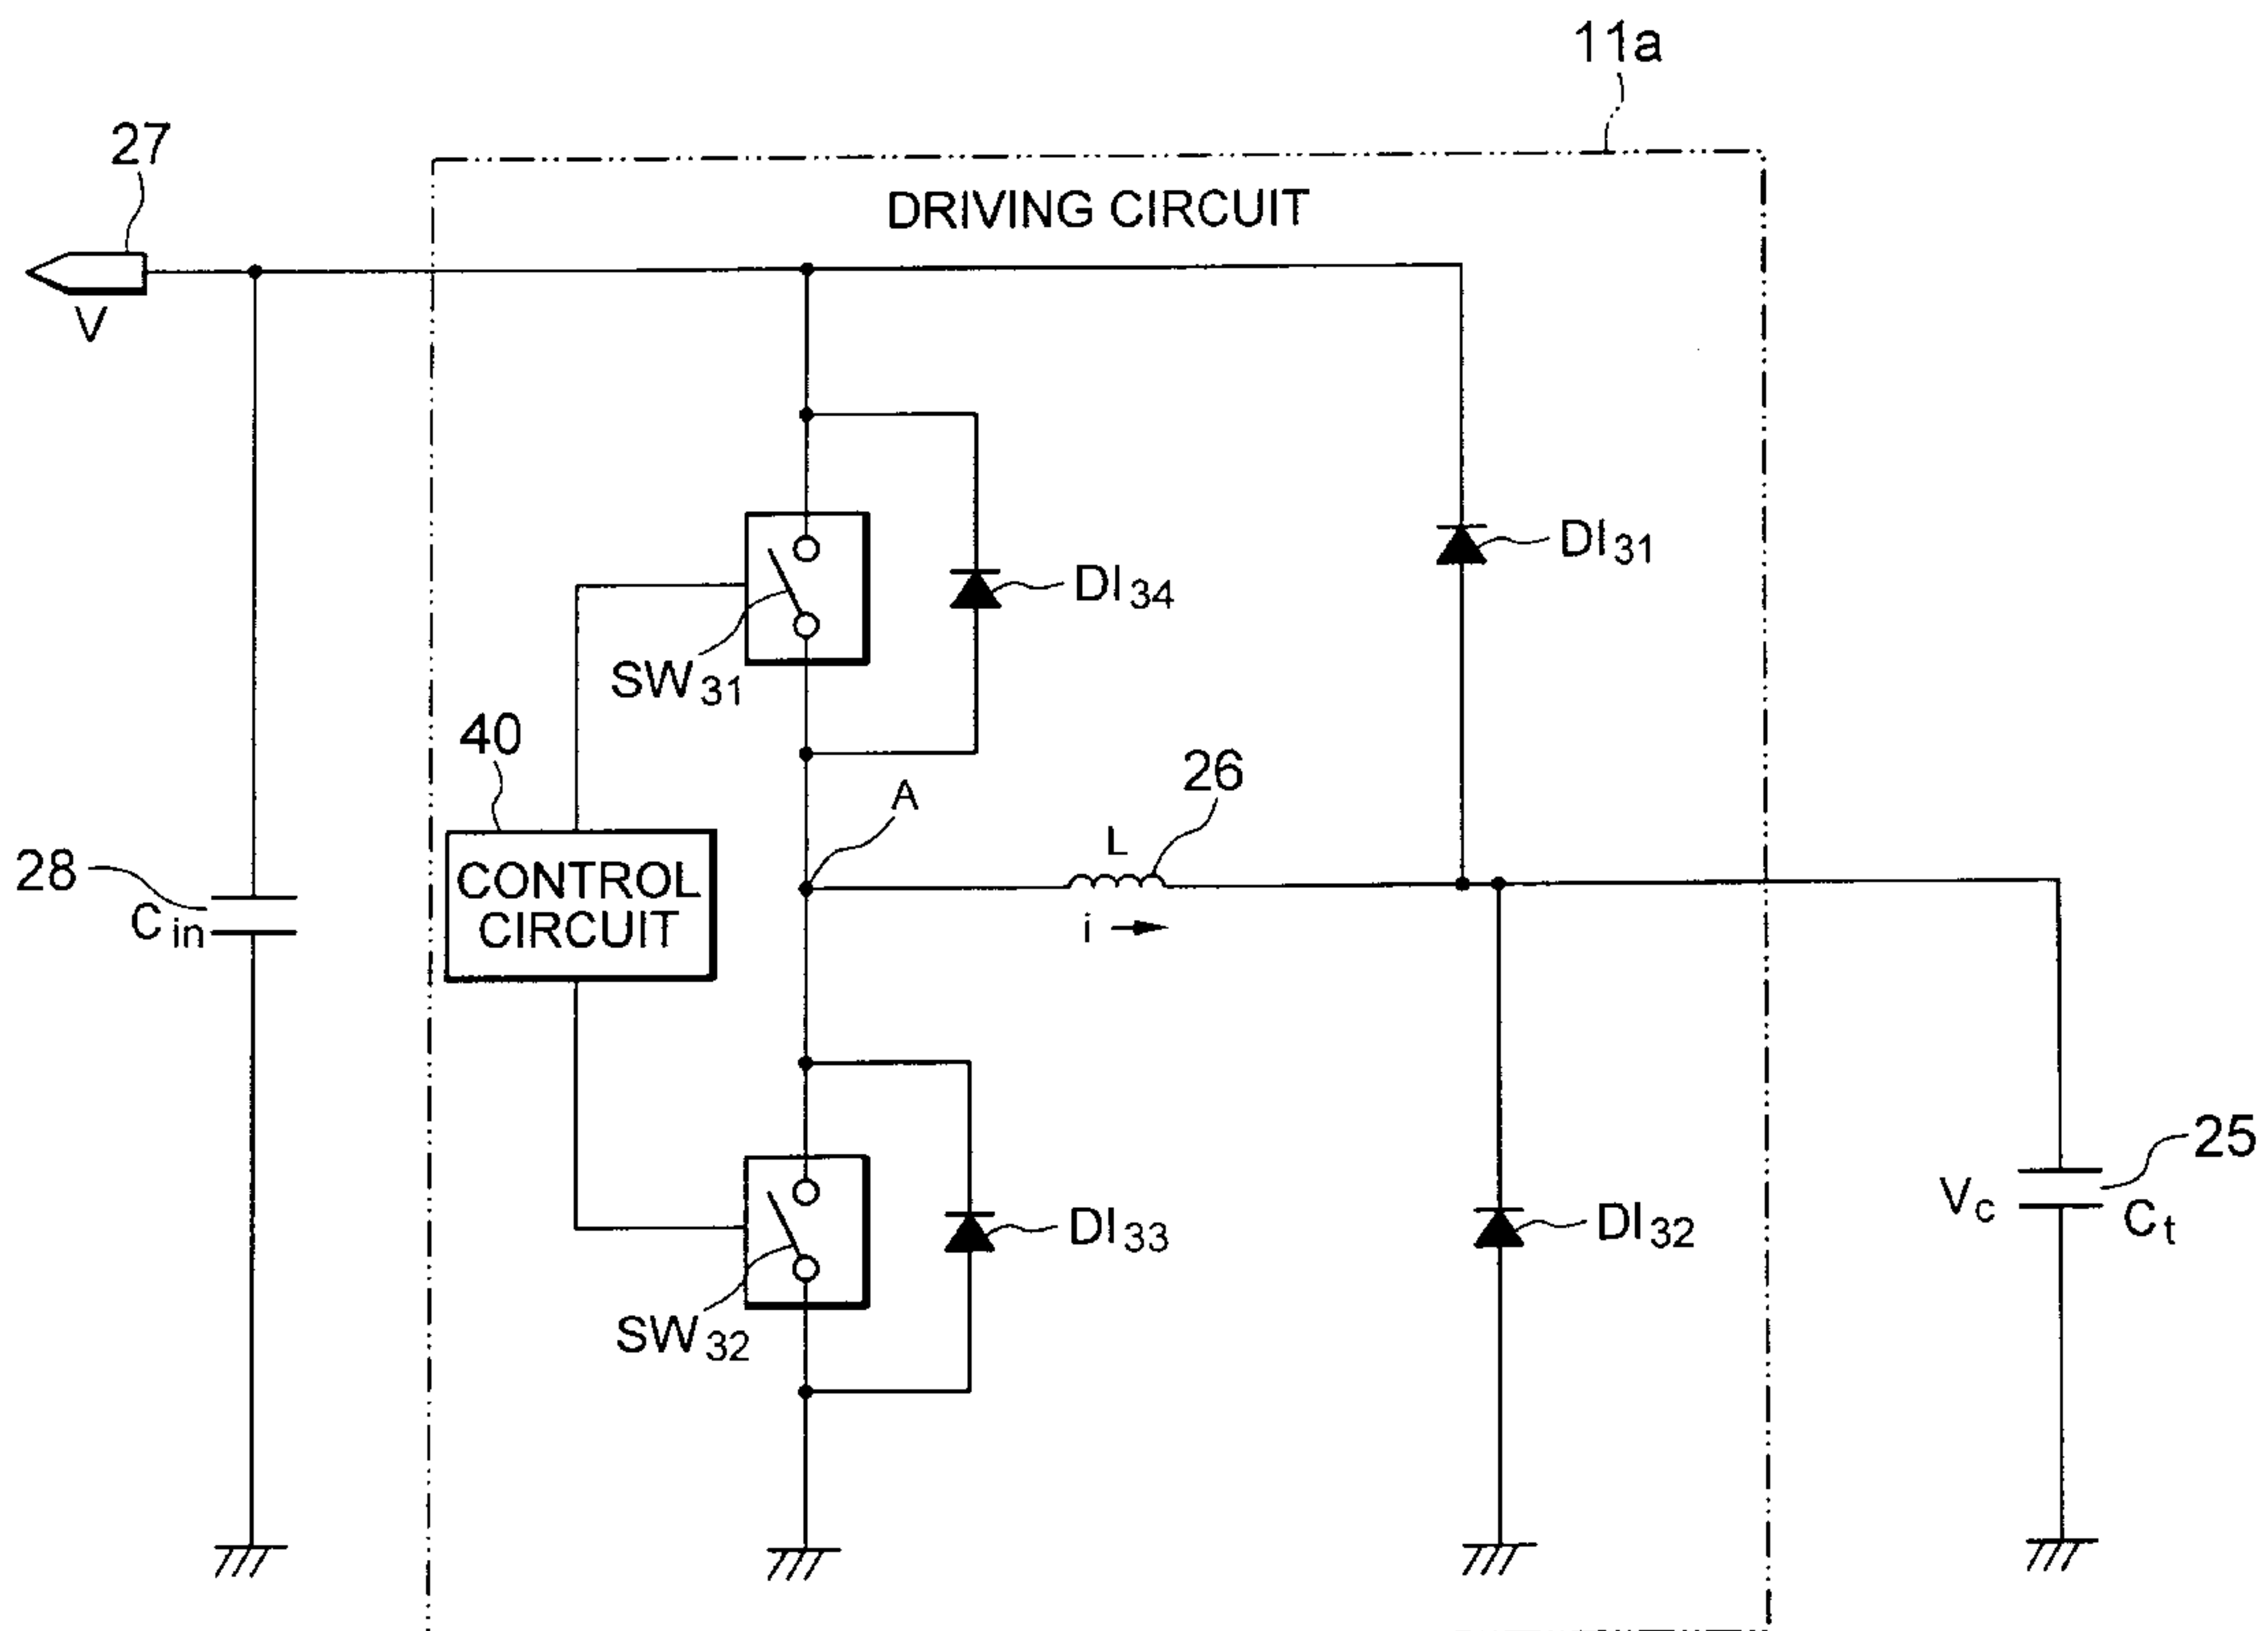 11a
27
DRIVING CIRCUIT
V
DI31
DI34
SW31
40
26
A
L
28
CONTROL
CIRCUIT
Cin
i
25
Vc
Ct
DI33
DI32
SW32